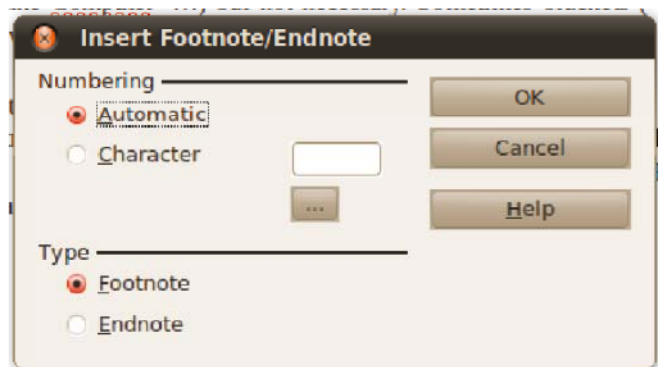 Insert Footnote/Endnote
Numbering
Automatic
Character
...
OK
Cancel
Help
Type
Footnote
Endnote